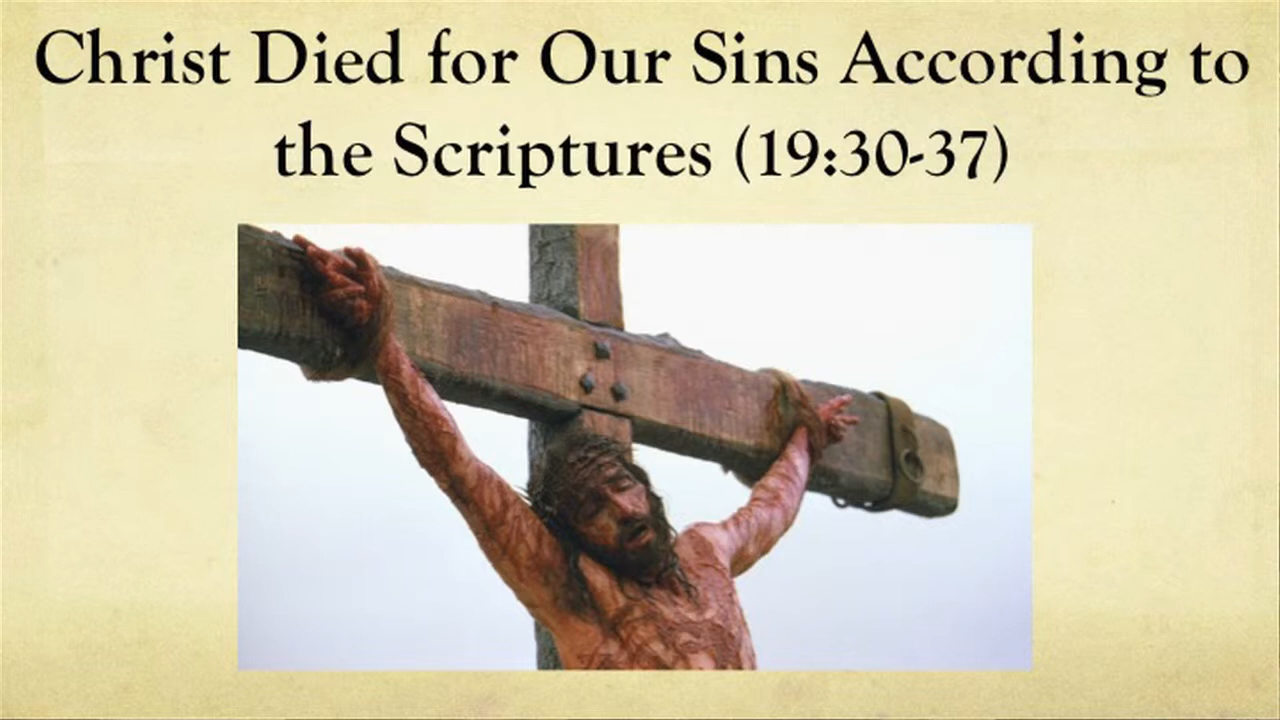 Christ Died for Our Sins According to
the Scriptures (19:30-37)